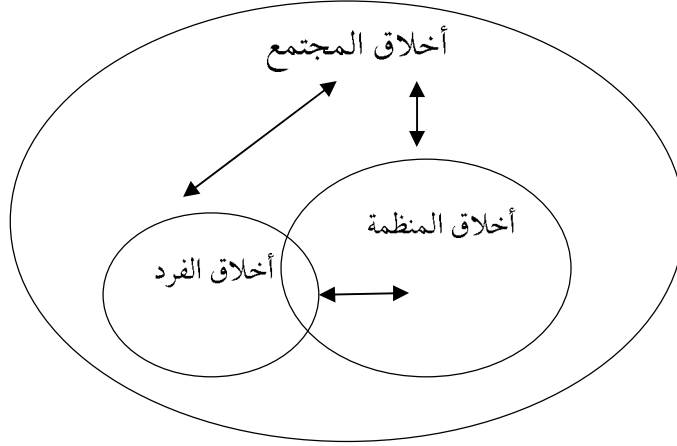 أخلاق المجتمع
أخلاق المنظمة
أخلاق الفرد